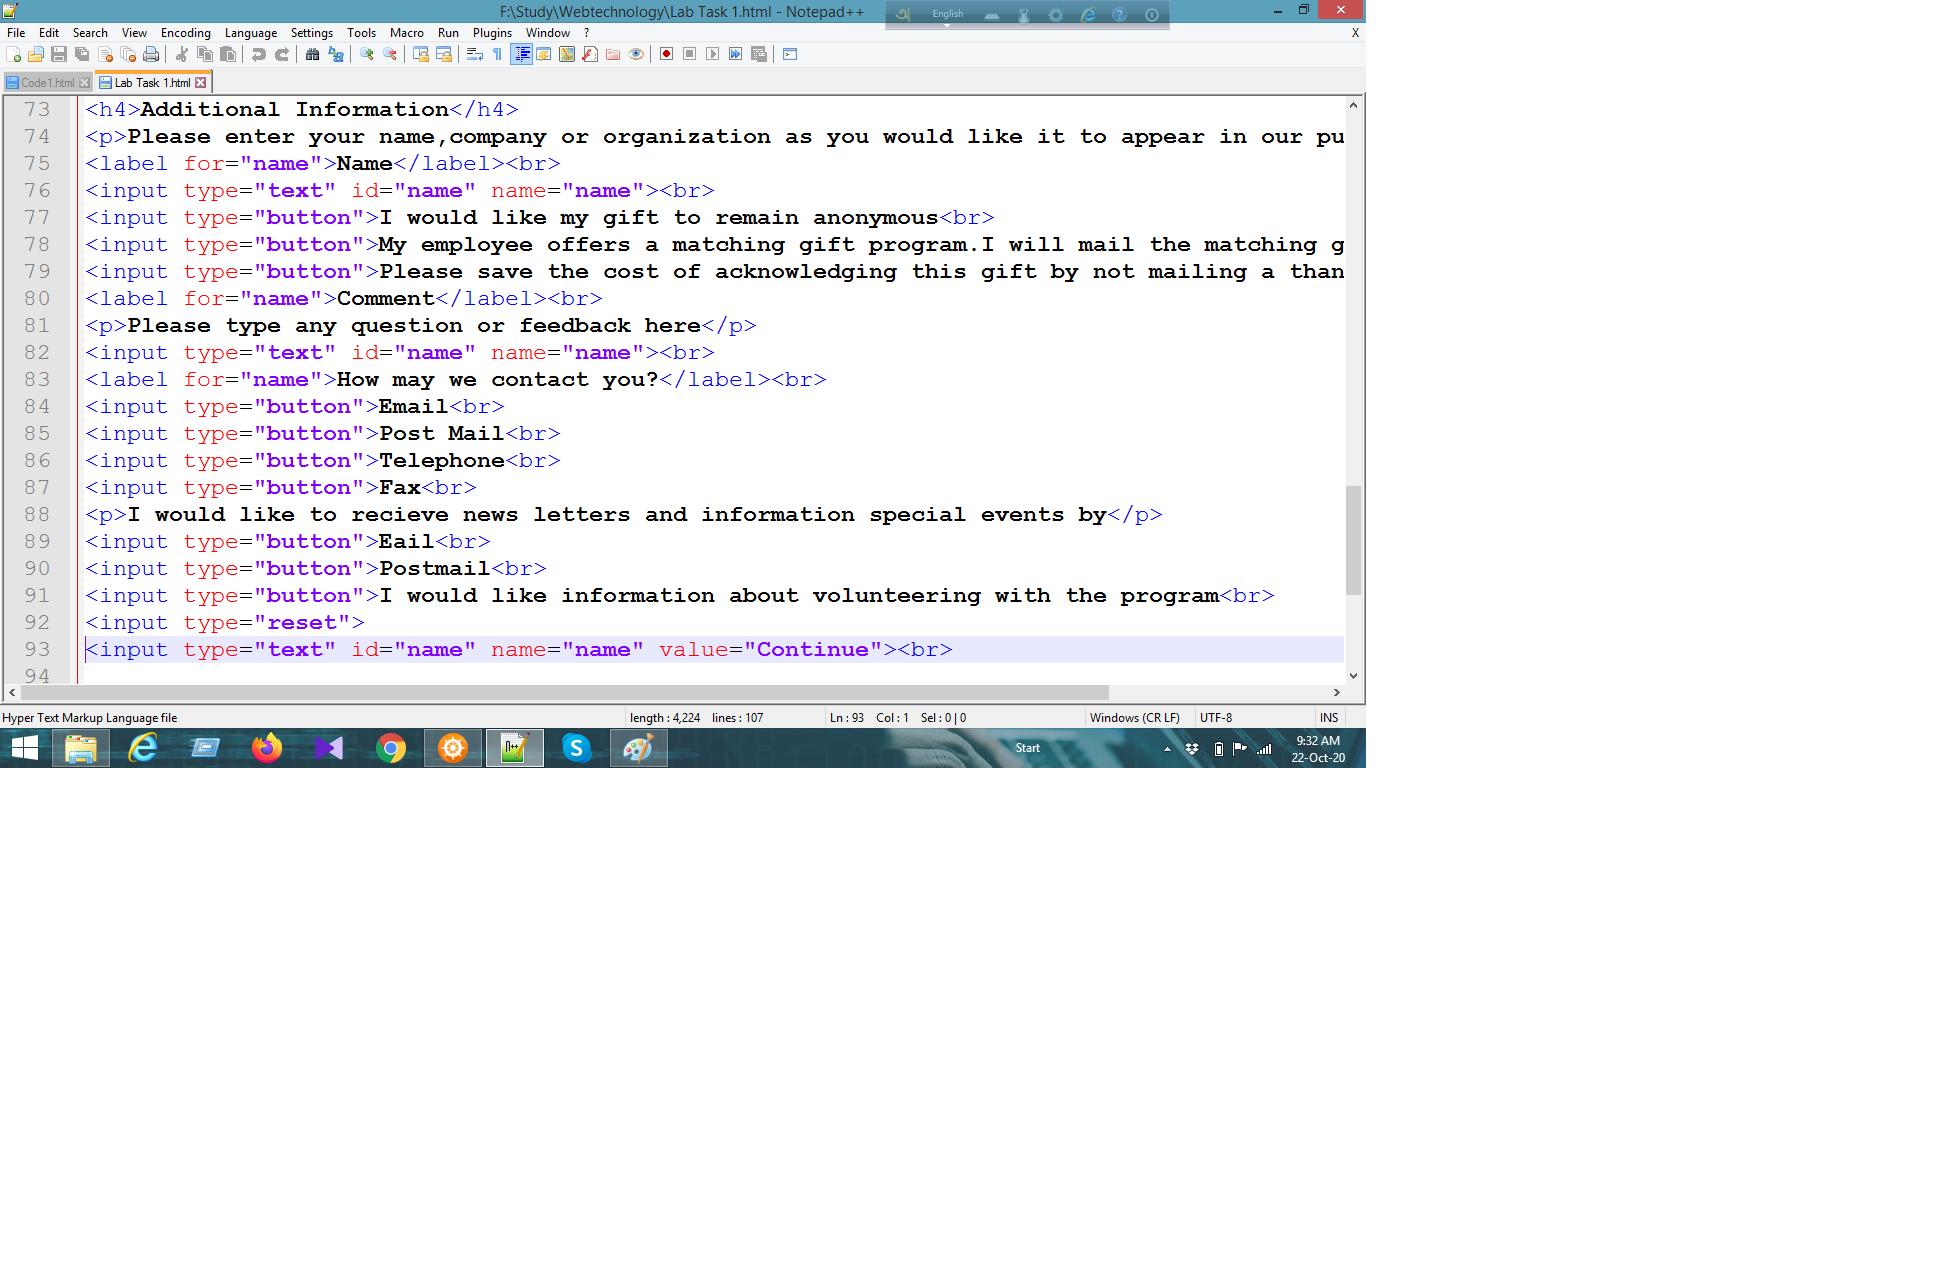 F:\Study\Webtechnology\Lab Task 1.html - Notepad++
English
File Edit Search View Encoding Language Settings Tools Macro Run Plugins Window ? X
Code1.html Lab Task 1.html
73 <h4>Additional Information</h4>
74 <p>Please enter your name,company or organization as you would like it to appear in our pu
75 <label for="name">Name</label><br>
76 <input type="text" id="name" name="name"><br>
77 <input type="button">I would like my gift to remain anonymous<br>
78 <input type="button">My employee offers a matching gift program.I will mail the matching g
79 <input type="button">Please save the cost of acknowledging this gift by not mailing a than
80 <label for="name">Comment</label><br>
81 <p>Please type any question or feedback here</p>
82 <input type="text" id="name" name="name"><br>
83 <label for="name">How may we contact you?</label><br>
84 <input type="button">Email<br>
85 <input type="button">Post Mail<br>
86 <input type="button">Telephone<br>
87 <input type="button">Fax<br>
88 <p>I would like to recieve news letters and information special events by</p>
89 <input type="button">Eail<br>
90 <input type="button">Postmail<br>
91 <input type="button">I would like information about volunteering with the program<br>
92 <input type="reset">
93 <input type="text" id="name" name="name" value="Continue"><br>
94
Hyper Text Markup Language file length : 4,224 lines : 107 Ln : 93 Col : 1 Sel : 0 | 0 Windows (CR LF) UTF-8 INS
Start
9:32 AM
22-Oct-20